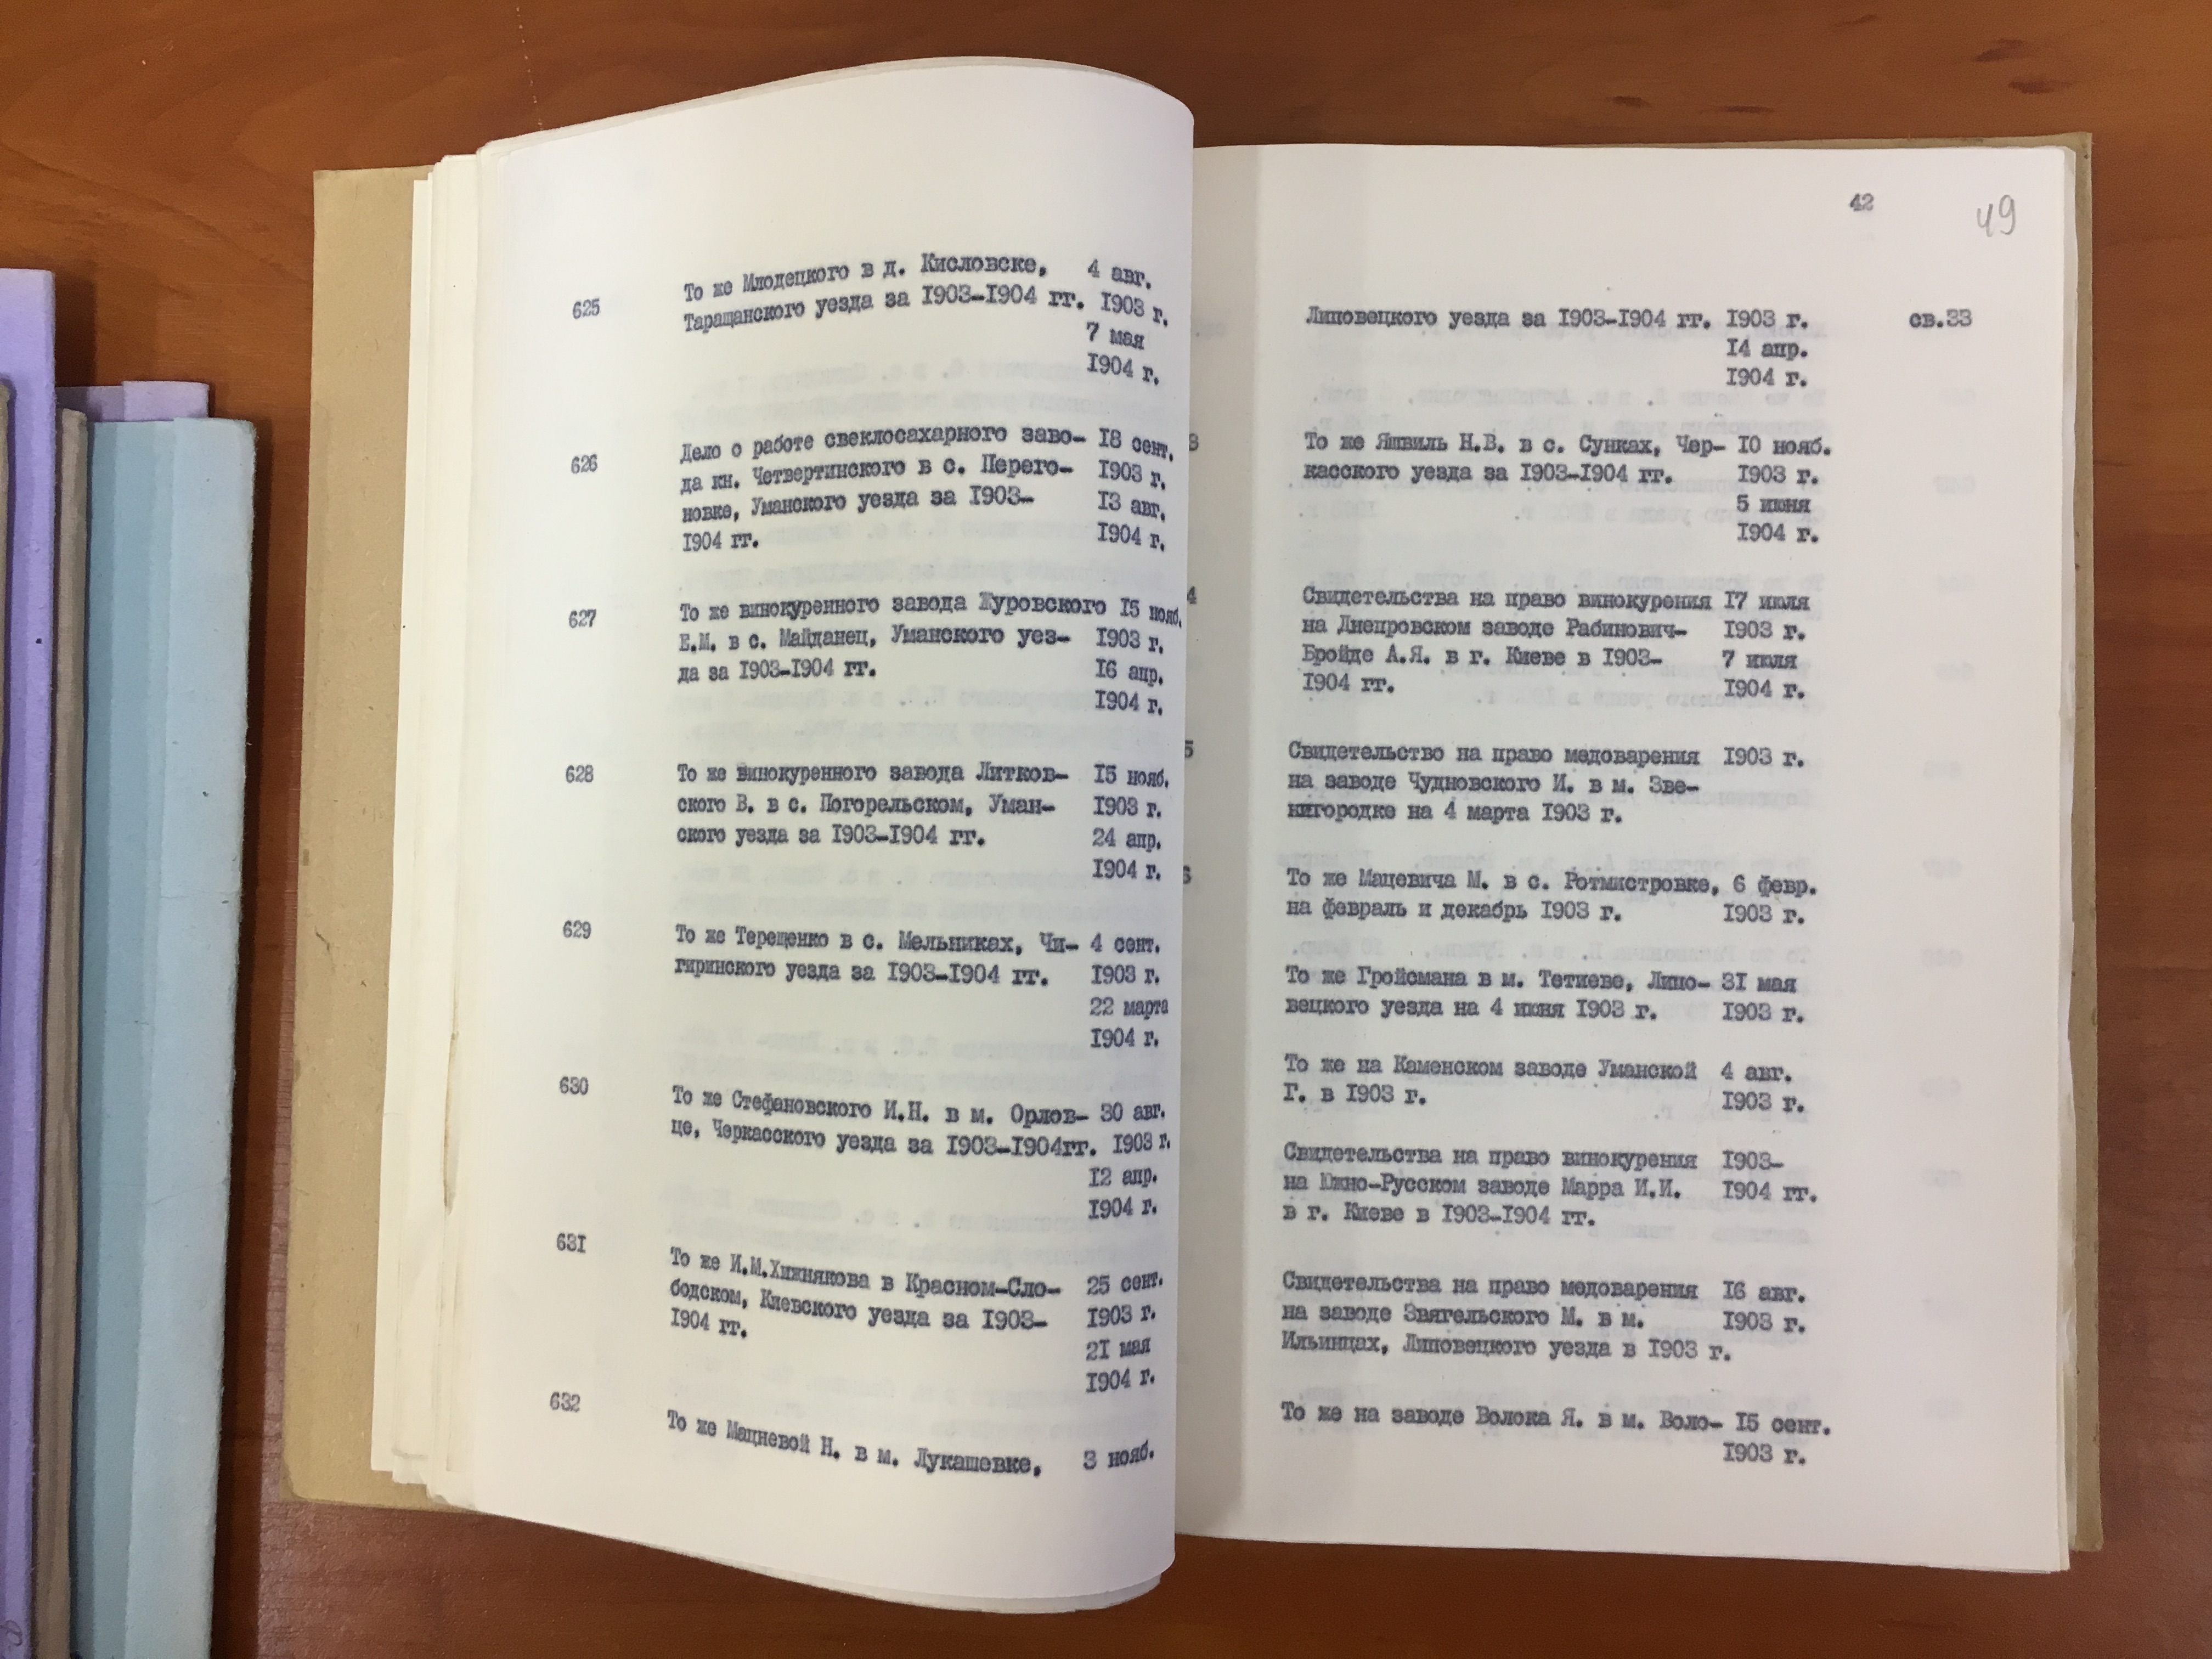 625 То же Млодецкого в д. Кисловске, 4 авг.
Таращанского уезда за 1903-1904 гг. 1903 г.
7 мая
1904 г.
626 Дело о работе свеклосахарного заво- 18 сент.
да кн. Четвертинского в с. Перего- 1903 г.
новке, Уманского уезда за 1903- 13 авг.
1904 гг. 1904 г.
627 То же винокуренного завода Журовского 15 нояб.
Е.М. в с. Майданец, Уманского уез- 1903 г.
да за 1903-1904 гг. 16 апр.
1904 г.
628 То же винокуренного завода Литков- 15 нояб.
ского В. в с. Погорельском, Уман- 1903 г.
ского уезда за 1903-1904 гг. 24 апр.
1904 г.
629 То же Терещенко в с. Мельниках, Чи- 4 сент.
гиринского уезда за 1903-1904 гг. 1903 г.
22 марта
1904 г.
630 То же Стефановского И.Н. в м. Орлов- 30 авг.
це, Черкасского уезда за 1903-1904гг. 1903 г.
12 апр.
1904 г.
631 То же И.М.Хижнякова в Красном-Сло- 25 сент.
бодском, Киевского уезда за 1903- 1903 г.
1904 гг. 21 мая
1904 г.
632 То же Мацневой Н. в м. Лукашевке, 3 нояб.
42
49
Липовецкого уезда за 1903-1904 гг. 1903 г. св.33
14 апр.
1904 г.
3 То же Яшвиль Н.В. в с. Сунках, Чер- 10 нояб.
касского уезда за 1903-1904 гг. 1903 г.
5 июня
1904 г.
4 Свидетельства на право винокурения 17 июля
на Днепровском заводе Рабинович- 1903 г.
Бройде А.Я. в г. Киеве в 1903- 7 июля
1904 гг. 1904 г.
5 Свидетельство на право медоварения 1903 г.
на заводе Чудновского И. в м. Зве-
нигородке на 4 марта 1903 г.
6 То же Мацевича М. в с. Ротмистровке, 6 февр.
на февраль и декабрь 1903 г. 1903 г.
То же Гройсмана в м. Тетиеве, Липо- 31 мая
вецкого уезда на 4 июня 1903 г. 1903 г.
То же на Каменском заводе Уманской 4 авг.
Г. в 1903 г. 1903 г.
Свидетельства на право винокурения 1903-
на Южно-Русском заводе Марра И.И. 1904 гг.
в г. Киеве в 1903-1904 гг.
Свидетельства на право медоварения 16 авг.
на заводе Звягельского М. в м. 1903 г.
Ильинцах, Липовецкого уезда в 1903 г.
То же на заводе Волока Я. в м. Воло- 15 сент.
1903 г.